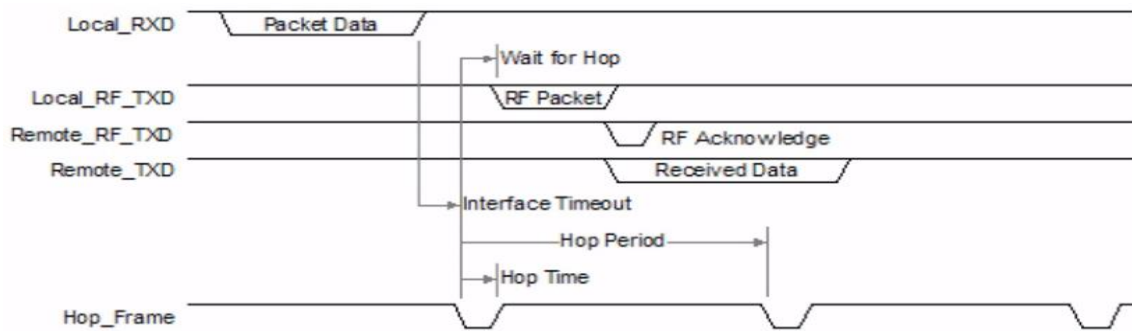 Local_RXD
Packet Data
Wait for Hop
Local_RF_TXD
RF Packet
Remote_RF_TXD
RF Acknowledge
Remote_TXD
Received Data
Interface Timeout
Hop Period
Hop Time
Hop_Frame